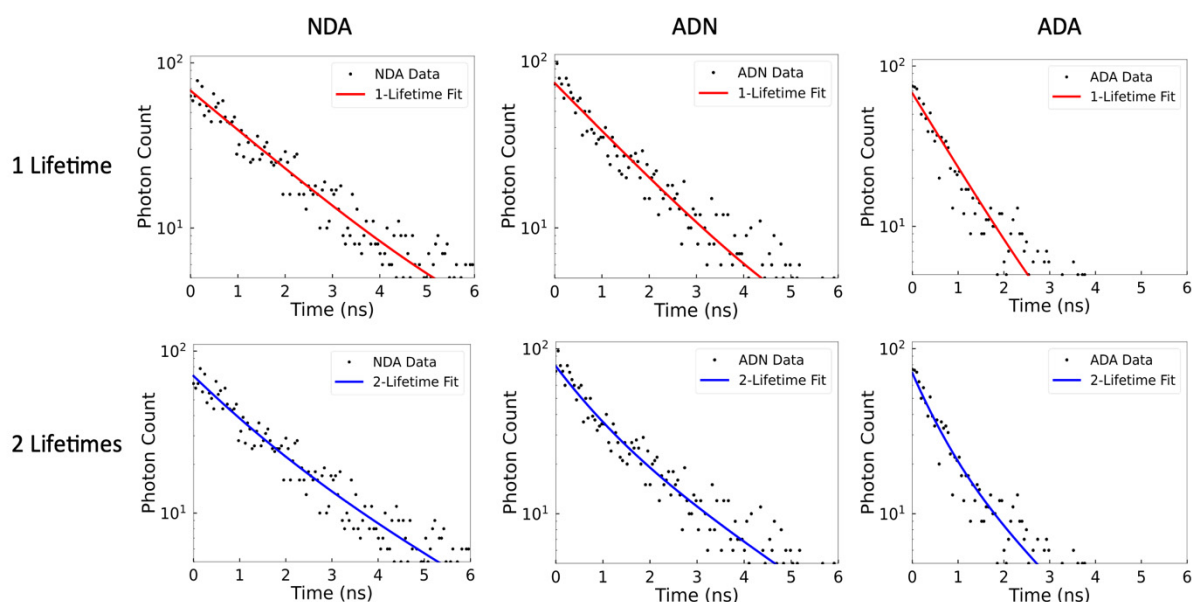 NDA
ADN
ADA
1 Lifetime
Photon Count
10²
10¹
NDA Data
1-Lifetime Fit
0 1 2 3 4 5 6
Time (ns)
Photon Count
10²
10¹
ADN Data
1-Lifetime Fit
0 1 2 3 4 5 6
Time (ns)
Photon Count
10²
10¹
ADA Data
1-Lifetime Fit
0 1 2 3 4 5 6
Time (ns)
2 Lifetimes
Photon Count
10²
10¹
NDA Data
2-Lifetime Fit
0 1 2 3 4 5 6
Time (ns)
Photon Count
10²
10¹
ADN Data
2-Lifetime Fit
0 1 2 3 4 5 6
Time (ns)
Photon Count
10²
10¹
ADA Data
2-Lifetime Fit
0 1 2 3 4 5 6
Time (ns)